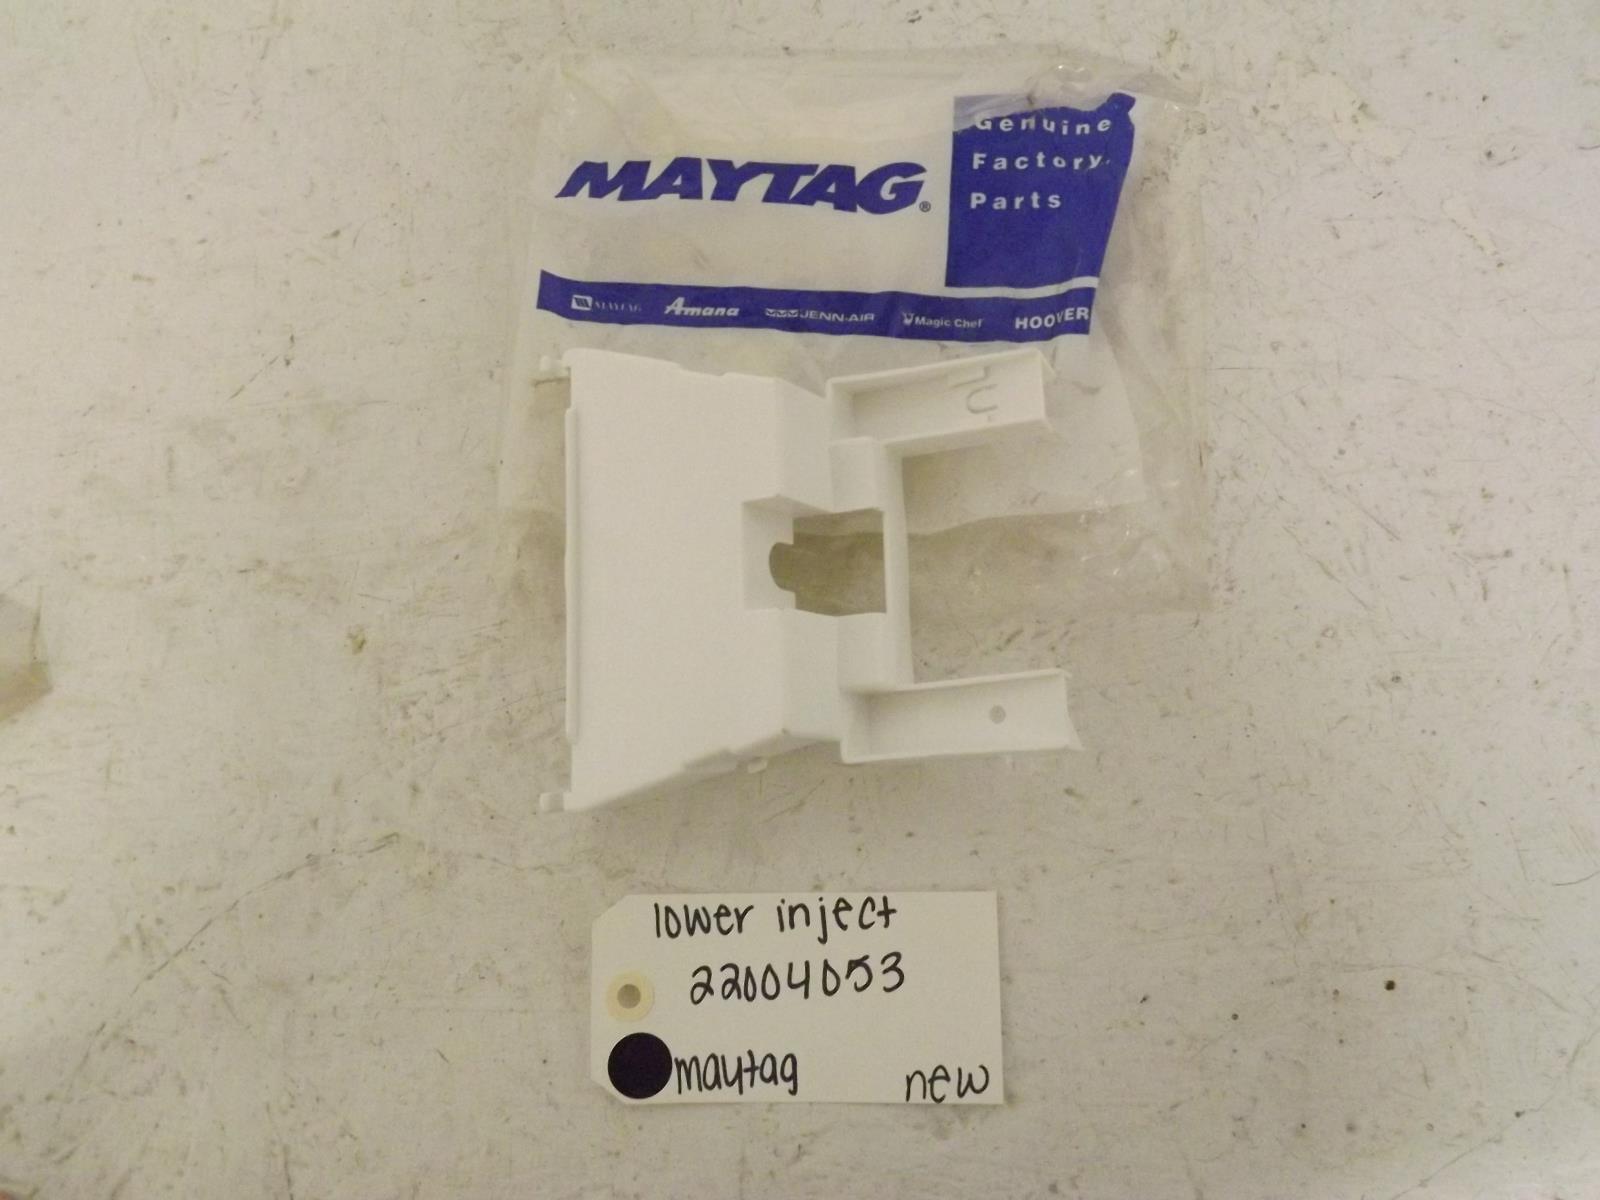 Genuine
Factory
Parts
MAYTAG®
MAYTAG Amana JENN-AIR Magic Chef HOOVER
lower inject
22004053
maytag new